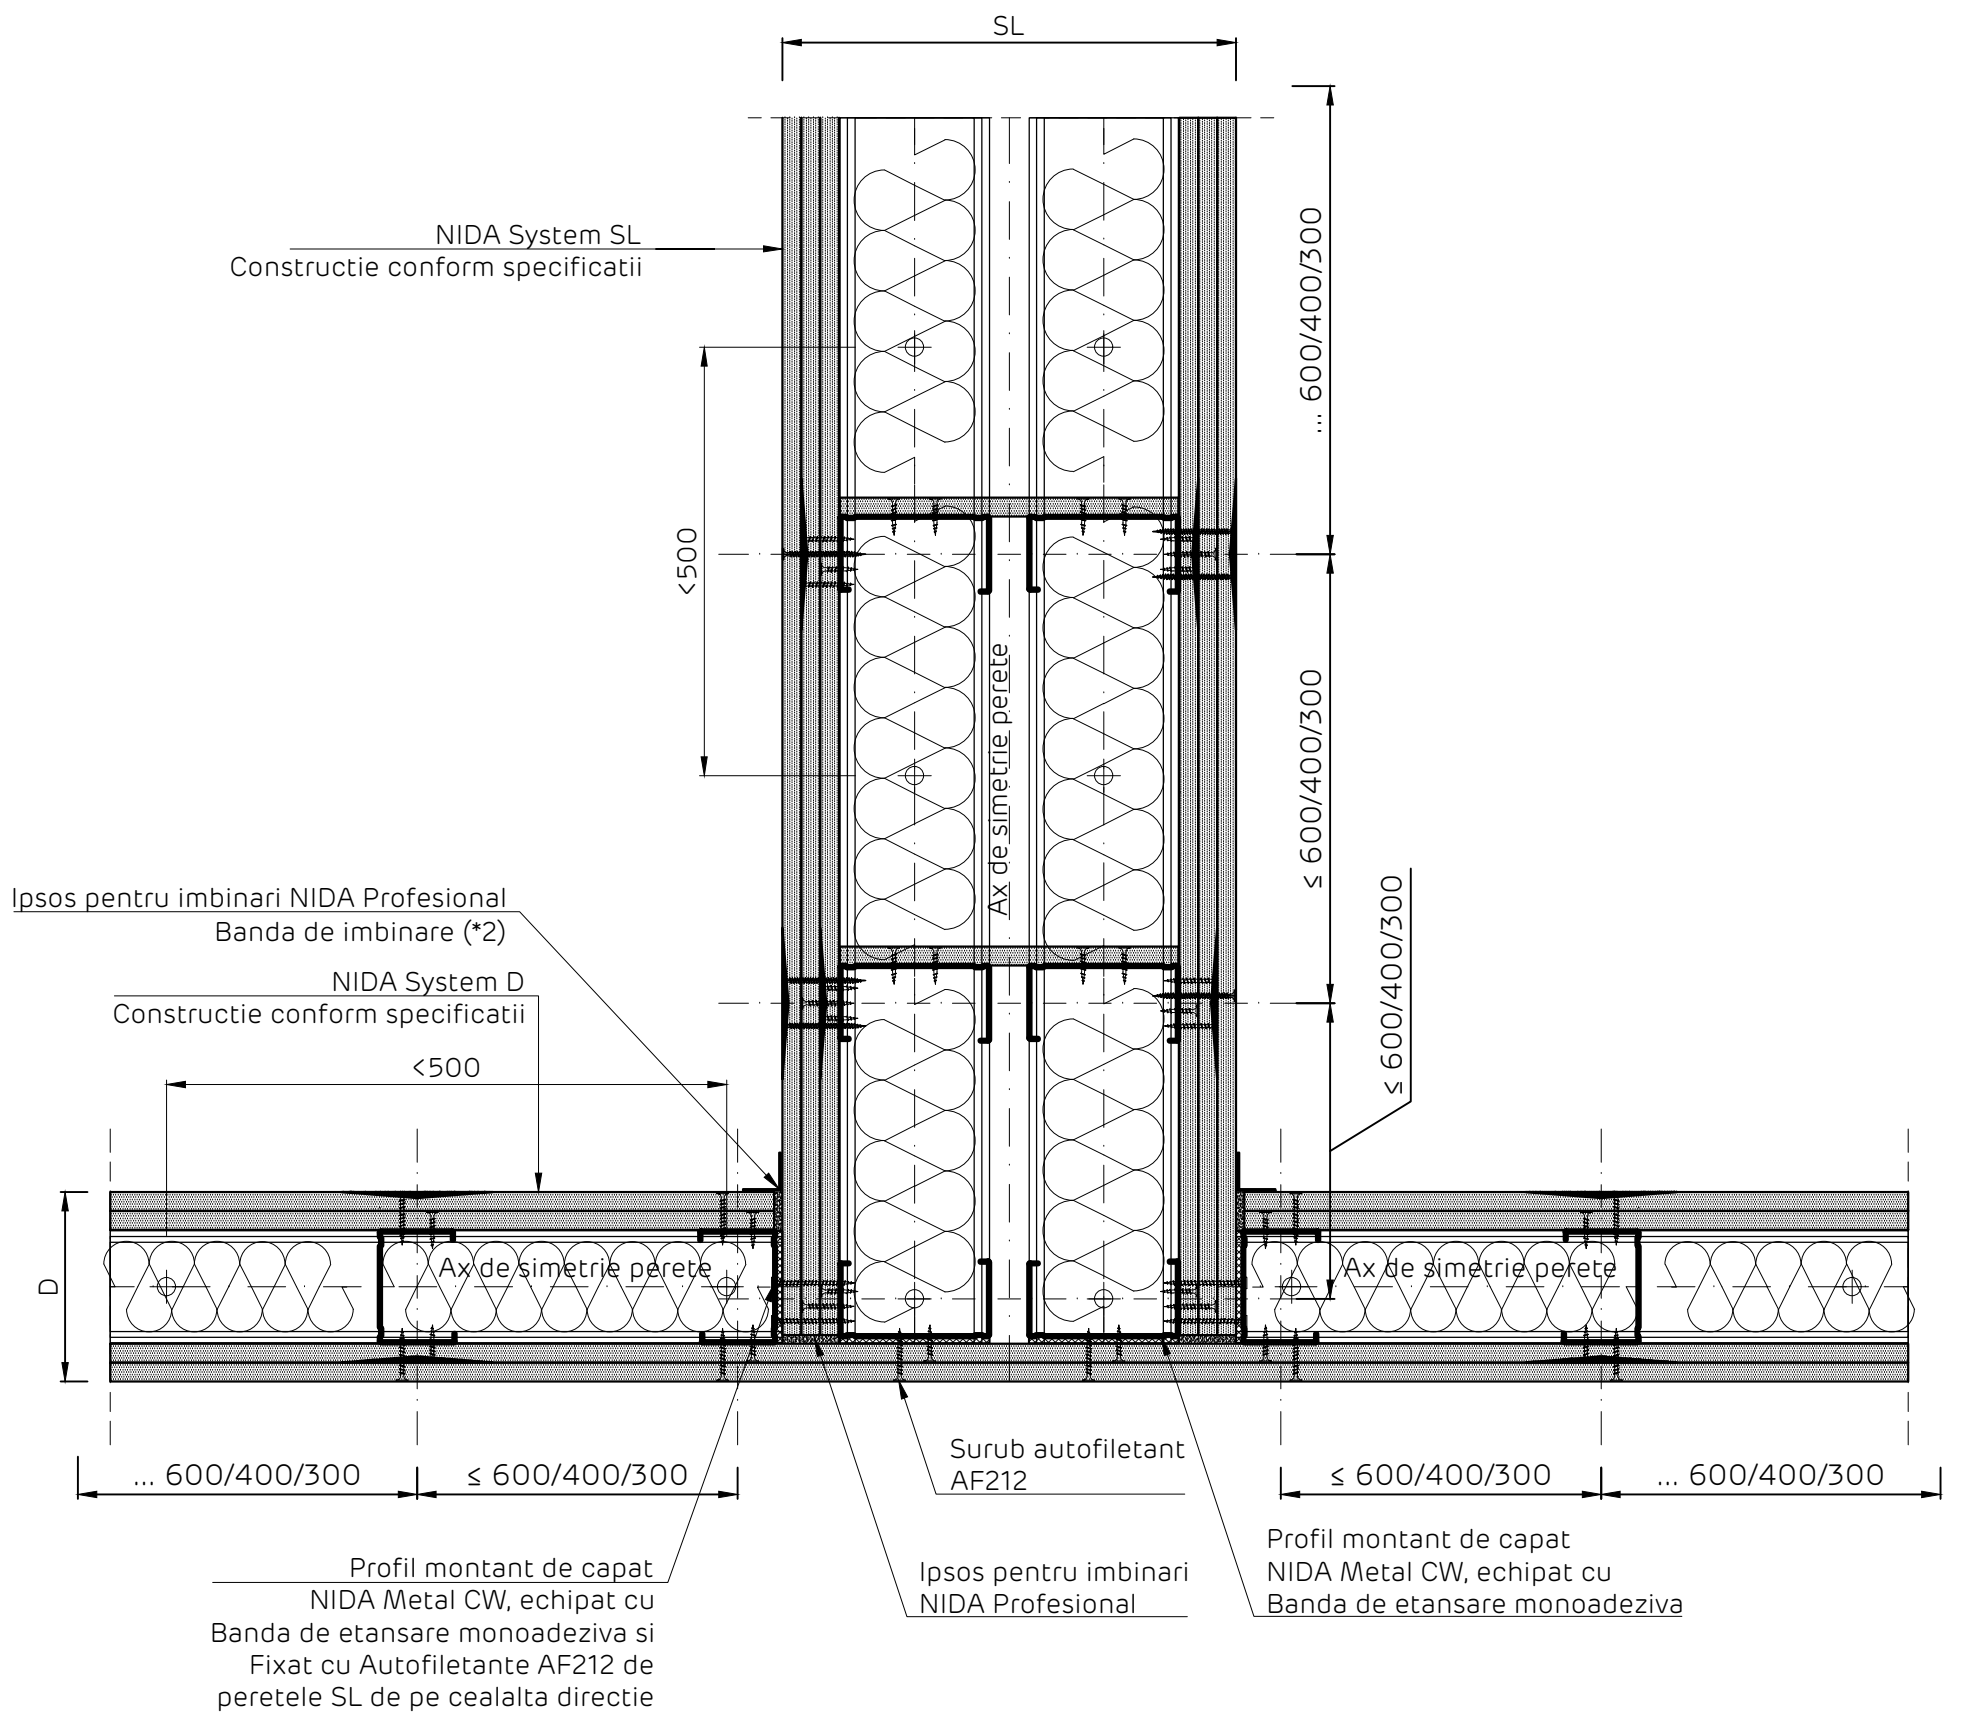 SL
... 600/400/300
NIDA System SL
Constructie conform specificatii
<500
≤ 600/400/300
Ax de simetrie perete
≤ 600/400/300
Ipsos pentru imbinari NIDA Profesional
Banda de imbinare (*2)
NIDA System D
Constructie conform specificatii
<500
D
Ax de simetrie perete
Ax de simetrie perete
... 600/400/300
≤ 600/400/300
Surub autofiletant
AF212
≤ 600/400/300
... 600/400/300
Profil montant de capat
NIDA Metal CW, echipat cu
Banda de etansare monoadeziva si
Fixat cu Autofiletante AF212 de
peretele SL de pe cealalta directie
Ipsos pentru imbinari
NIDA Profesional
Profil montant de capat
NIDA Metal CW, echipat cu
Banda de etansare monoadeziva